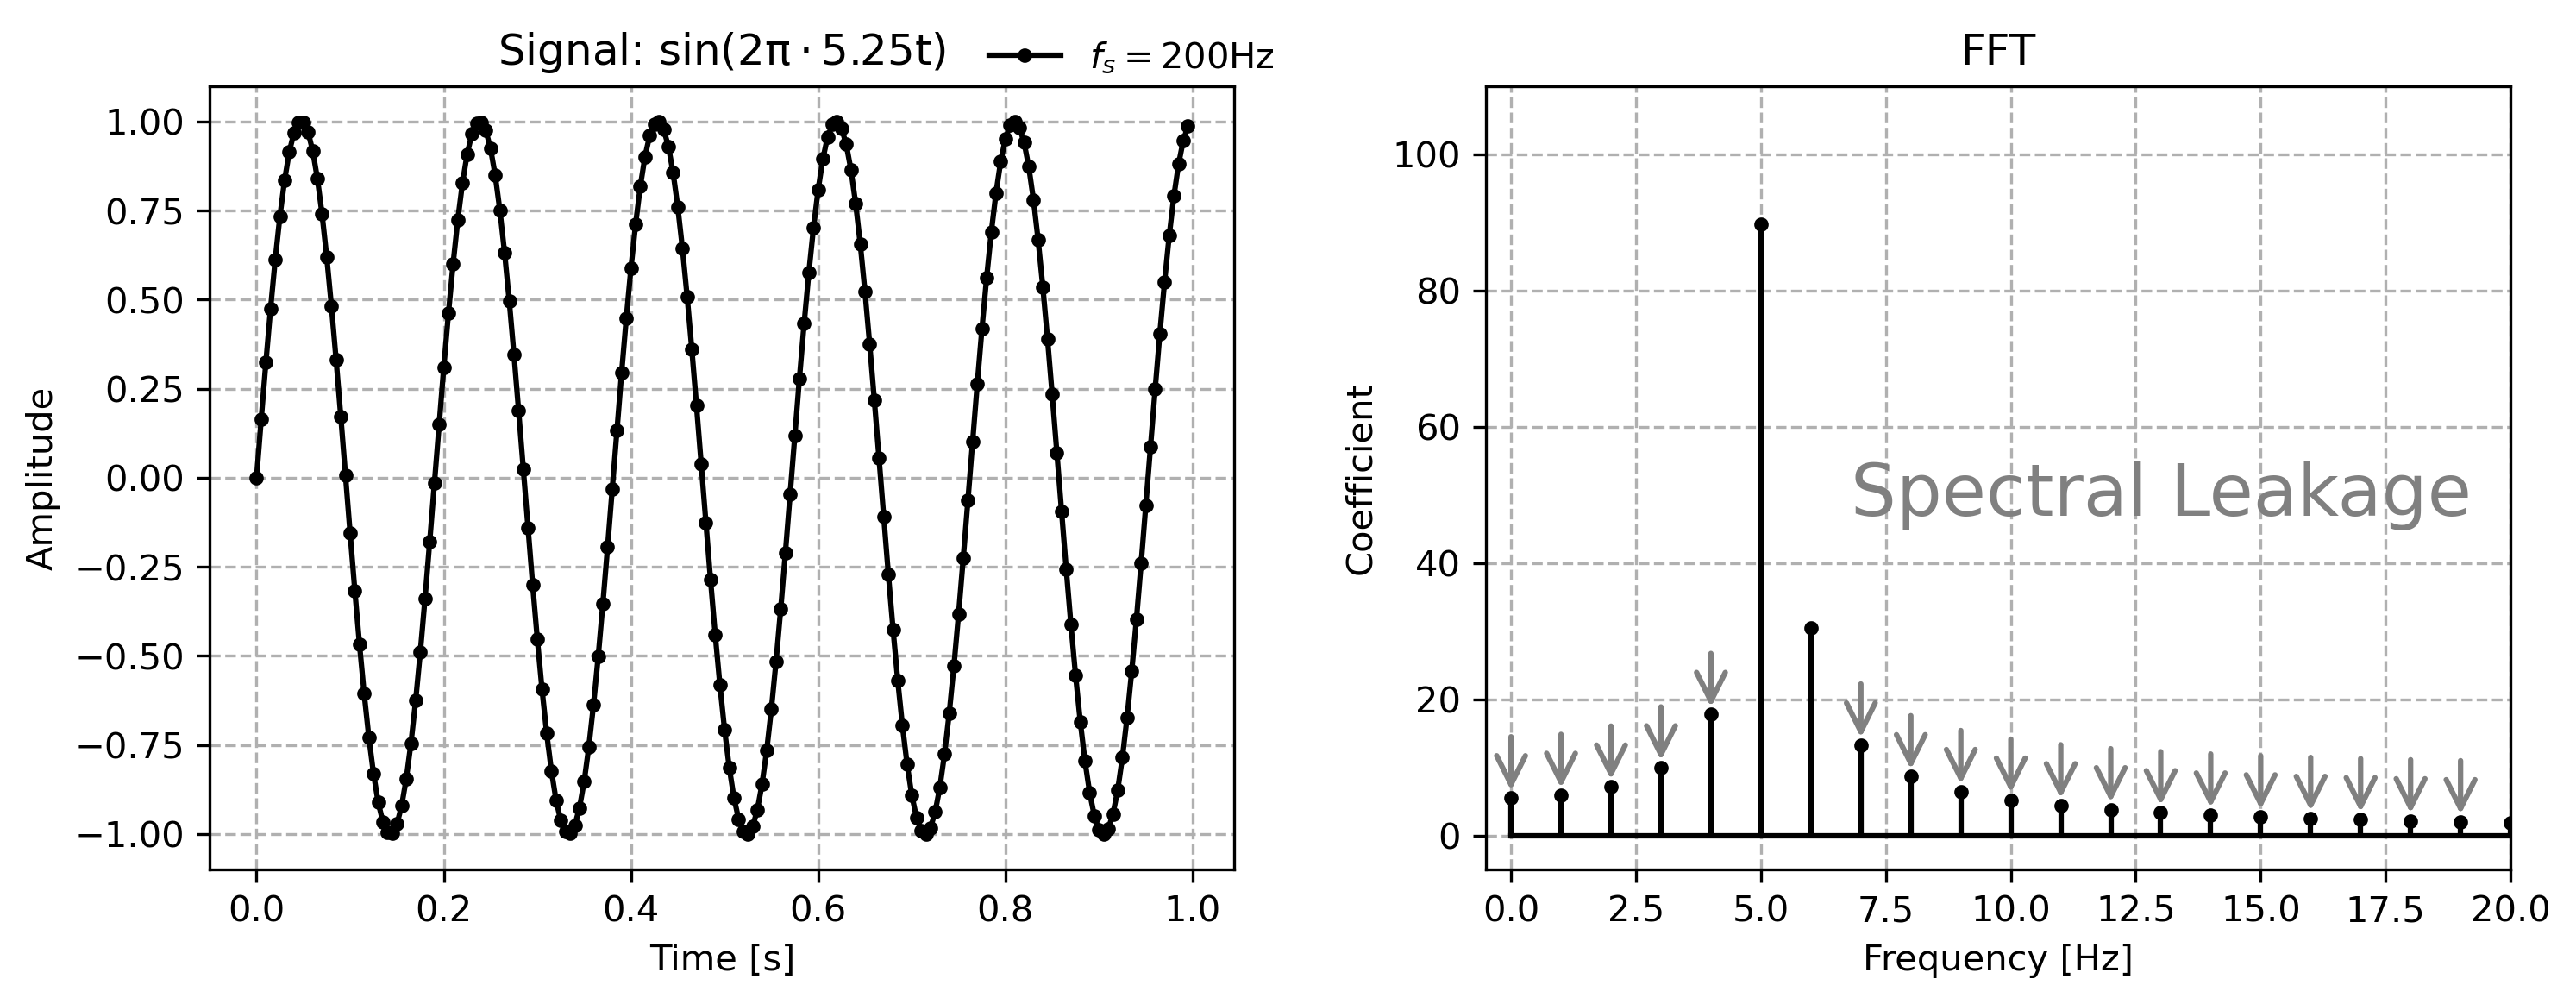 Signal: sin(2π · 5.25t)
fₛ = 200Hz
1.00
0.75
0.50
0.25
0.00
−0.25
−0.50
−0.75
−1.00
Amplitude
0.0 0.2 0.4 0.6 0.8 1.0
Time [s]
FFT
100
80
60
40
20
0
Coefficient
Spectral Leakage
0.0 2.5 5.0 7.5 10.0 12.5 15.0 17.5 20.0
Frequency [Hz]